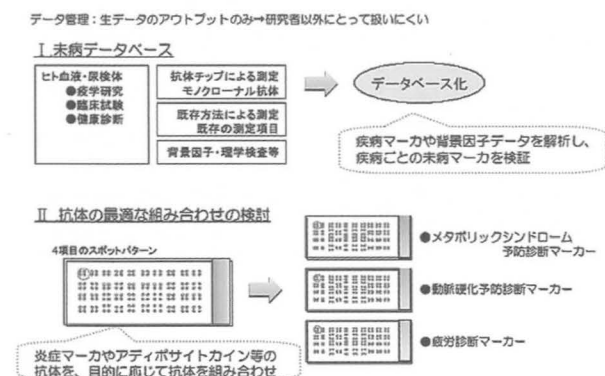 データ管理：生データのアウトプットのみ→研究者以外にとって扱いにくい
Ⅰ 未病データベース
ヒト血液・尿検体
●疫学研究
●臨床試験
●健康診断
抗体チップによる測定
モノクローナル抗体
既存方法による測定
既存の測定項目
背景因子・理学検査等
データベース化
疾病マーカや背景因子データを解析し、
疾病ごとの未病マーカを検証
Ⅱ 抗体の最適な組み合わせの検討
4項目のスポットパターン
炎症マーカやアディポサイトカイン等の
抗体を、目的に応じて抗体を組み合わせ
●メタボリックシンドローム
予防診断マーカー
●動脈硬化予防診断マーカー
●疲労診断マーカー